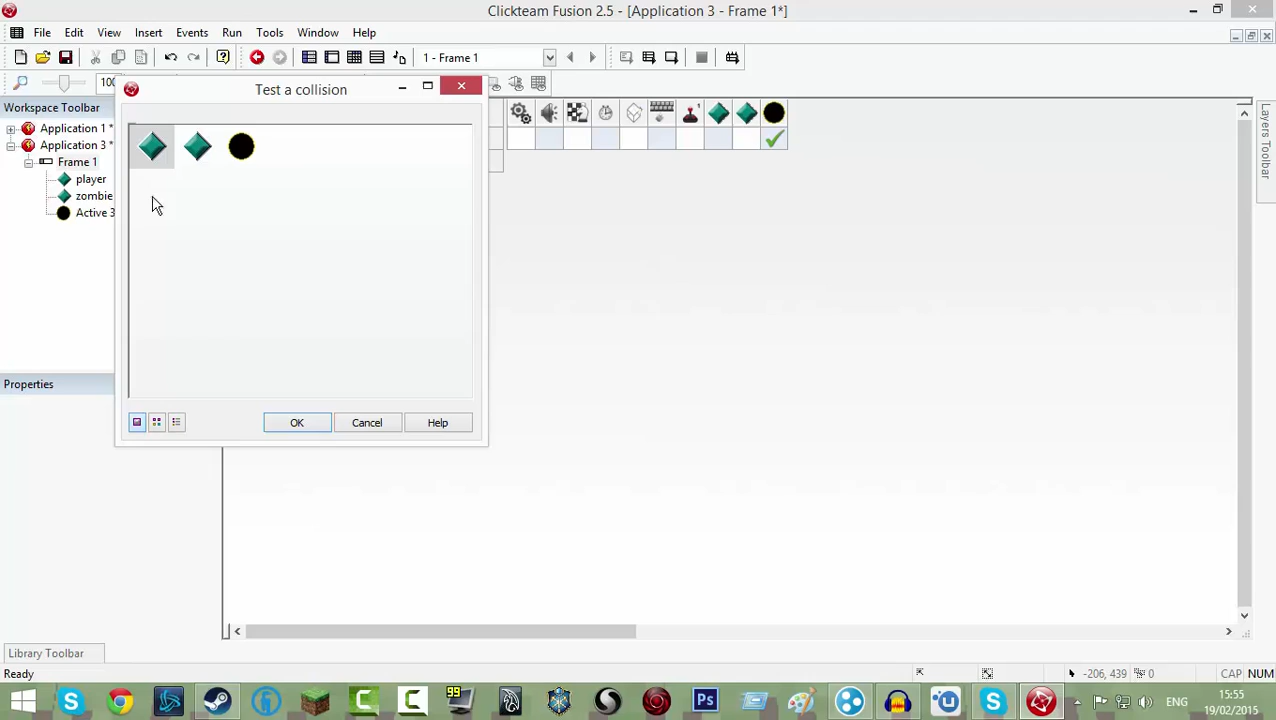 Clickteam Fusion 2.5 - [Application 3 - Frame 1*]
File Edit View Insert Events Run Tools Window Help
1 - Frame 1
100
Test a collision
Workspace Toolbar
Application 1 *
Application 3 *
Frame 1
player
zombie
Active 3
OK Cancel Help
Properties
Layers Toolbar
Library Toolbar
Ready
-206, 439
0
CAP NUM
99
ENG
15:55
19/02/2015